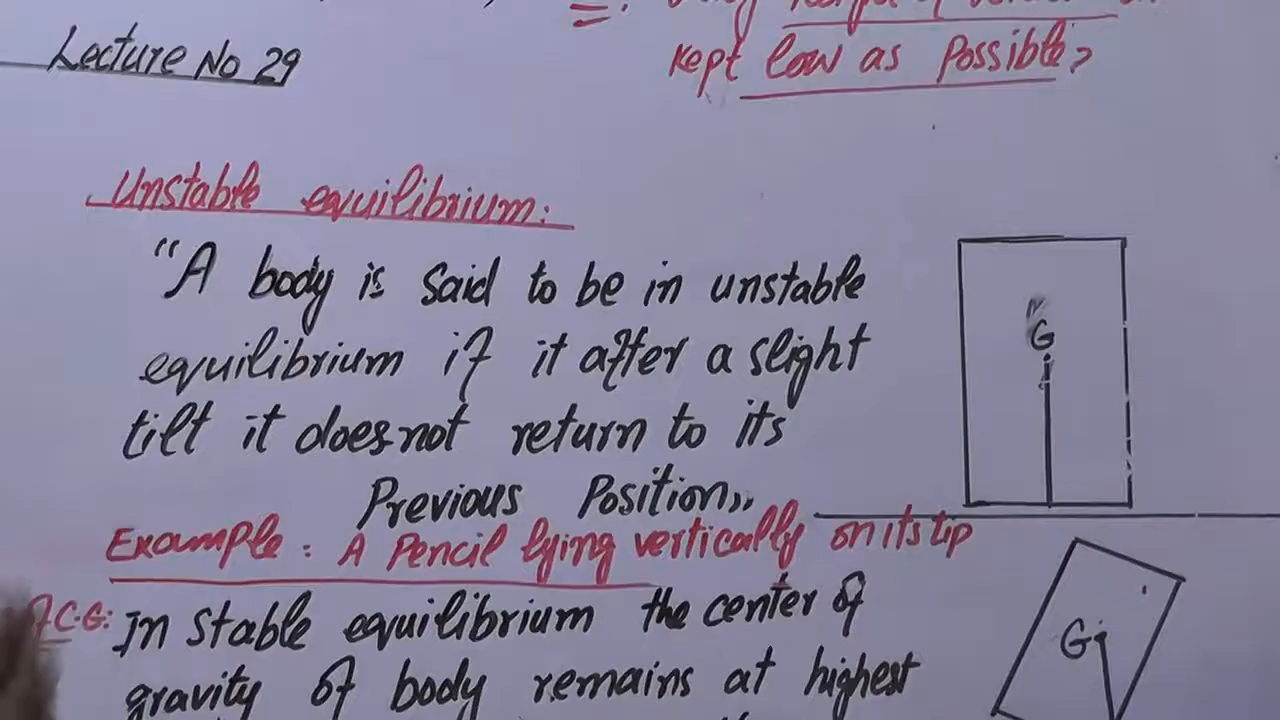 kept low as possible?
Lecture No 29
Unstable equilibrium:
"A body is said to be in unstable
equilibrium if it after a slight
tilt it does not return to its
Previous Position"
Example: A Pencil lying vertically on its tip
C.G: In stable equilibrium the center of
gravity of body remains at highest
G
G